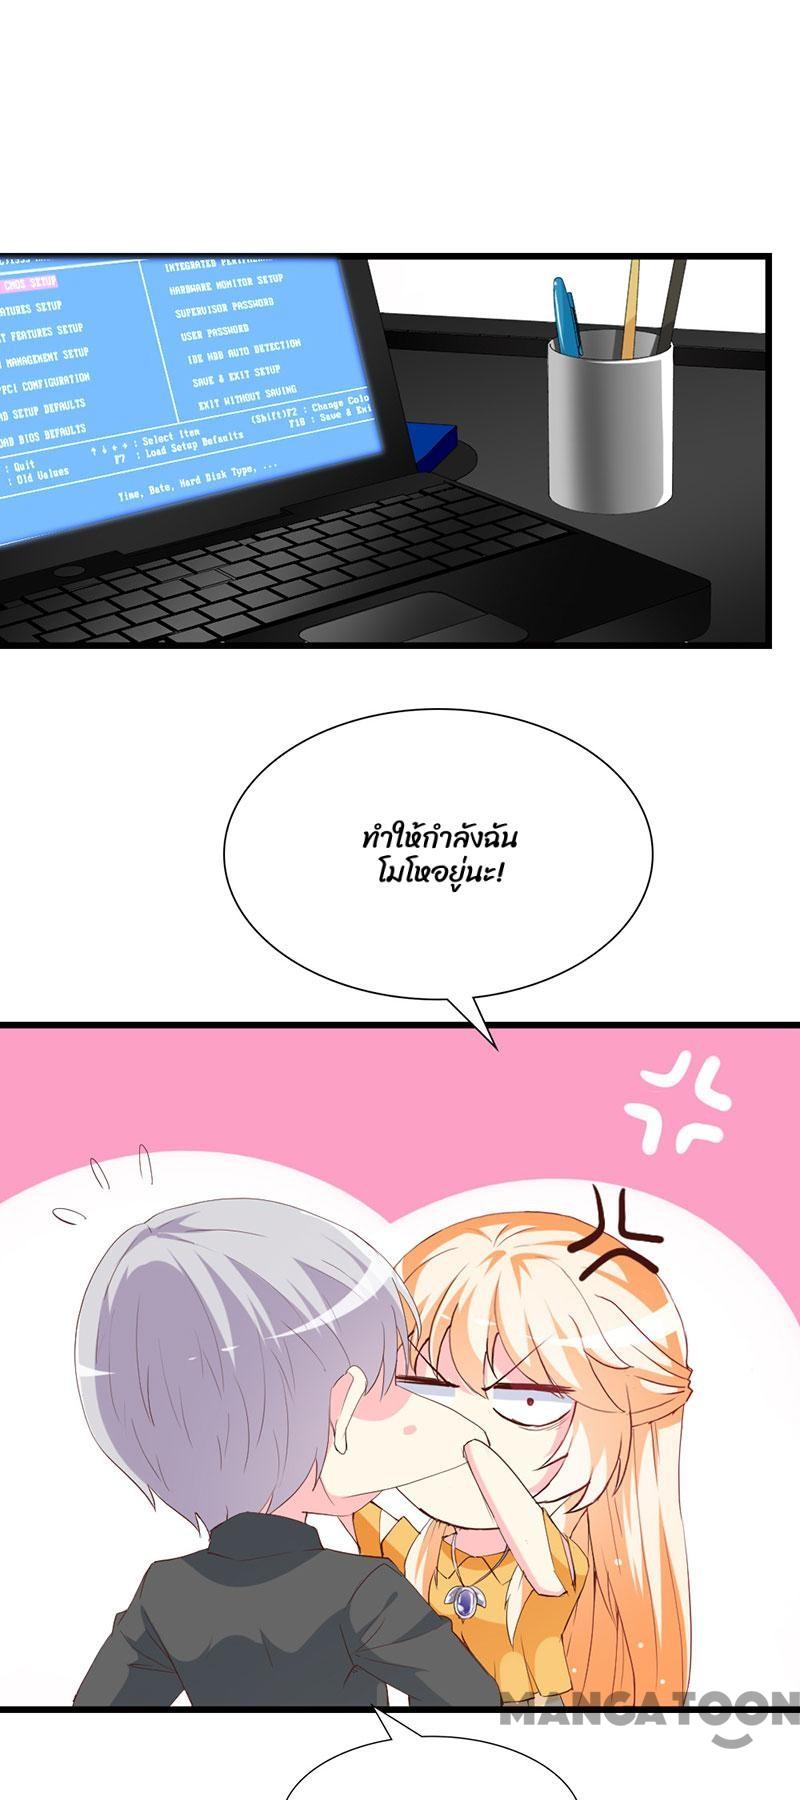 CMOS SETUP
INTEGRATED
ATURES SETUP
HARDWARE MONITOR SETUP
T FEATURES SETUP
SUPERVISOR PASSWORD
MANAGEMENT SETUP
USER PASSWORD
PCI CONFIGURATION
IDE HDD AUTO DETECTION
SETUP DEFAULTS
SAVE & EXIT SETUP
BIOS DEFAULTS
EXIT WITHOUT SAVING
: Quit
↑ ↓ ← → : Select Item
(Shift)F2 : Change Colo
: Old Values
F7 : Load Setup Defaults
F10 : Save & Exi
Time, Date, Hard Disk Type, ...
ทำให้กำลังฉัน
โมโหอยู่นะ!
MANGATOON